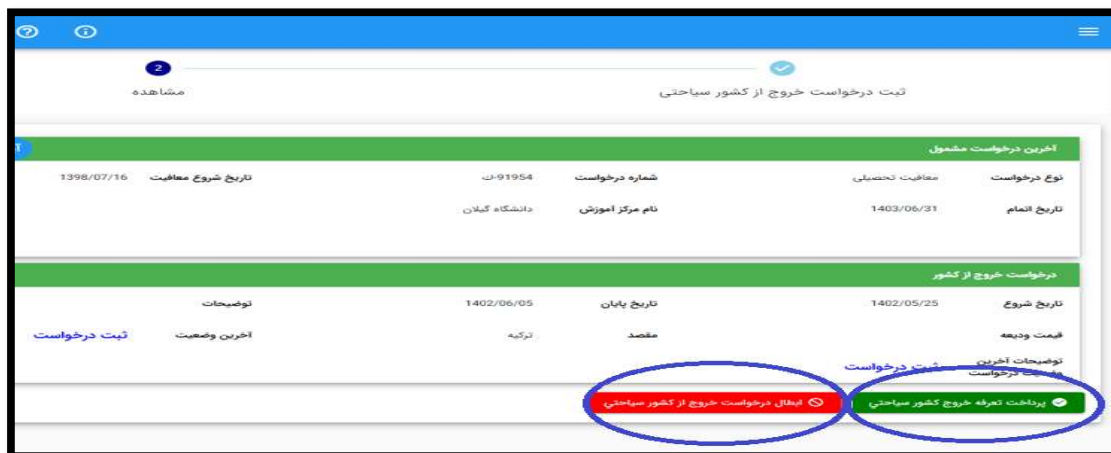 ثبت درخواست خروج از کشور سیاحتی
2 مشاهده
آخرین درخواست مشمول
نوع درخواست معافیت تحصیلی شماره درخواست 91954-ث تاریخ شروع معافیت 1398/07/16
تاریخ اتمام 1403/06/31 نام مرکز آموزش دانشگاه گیلان
درخواست خروج از کشور
تاریخ شروع 1402/05/25 تاریخ پایان 1402/06/05 توضیحات
قیمت ودیعه مقصد ترکیه آخرین وضعیت ثبت درخواست
توضیحات آخرین وضعیت درخواست ثبت درخواست
پرداخت تعرفه خروج کشور سیاحتي ابطال درخواست خروج از کشور سیاحتي